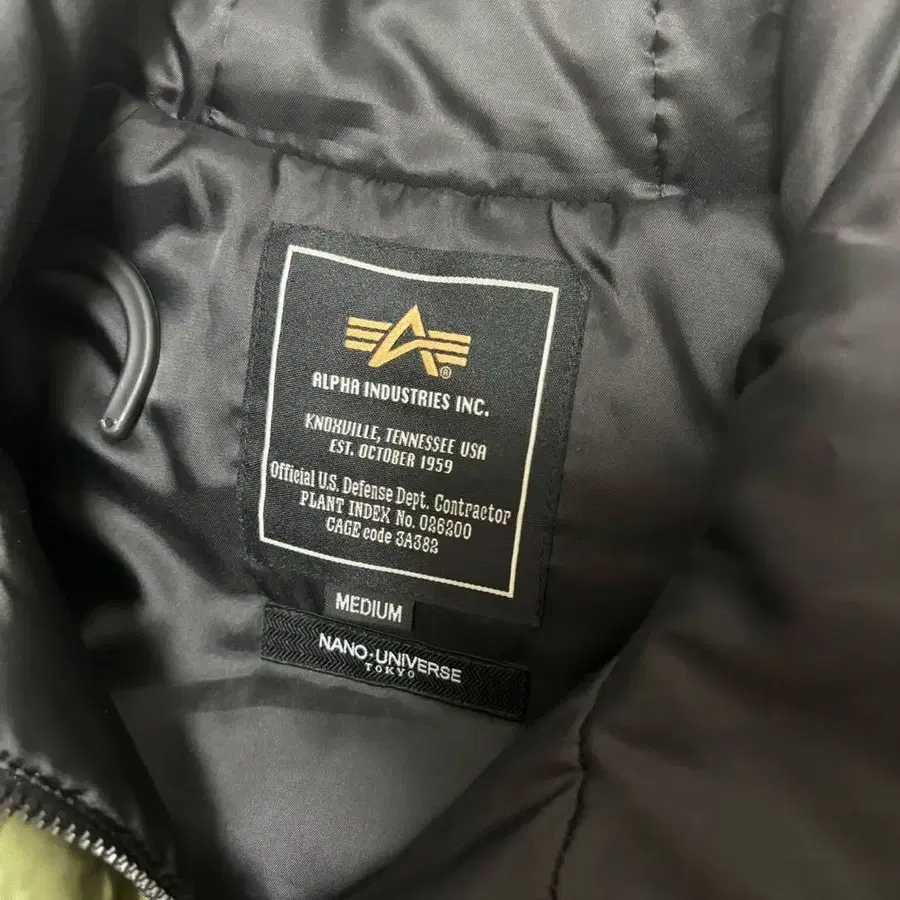 ®
ALPHA INDUSTRIES INC.
KNOXVILLE, TENNESSEE USA
EST. OCTOBER 1959
Official U.S. Defense Dept. Contractor
PLANT INDEX No. 026200
CAGE code 3A382
MEDIUM
NANO·UNIVERSE
TOKYO